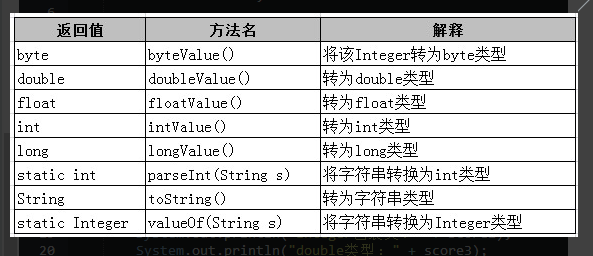 6
返回值 方法名 解释
byte byteValue() 将该Integer转为byte类型
double doubleValue() 转为double类型
float floatValue() 转为float类型
int intValue() 转为int类型
long longValue() 转为long类型
static int parseInt(String s) 将字符串转换为int类型
String toString() 转为字符串类型
static Integer valueOf(String s) 将字符串转换为Integer类型
20 System.out.println("double类型: " + score3);